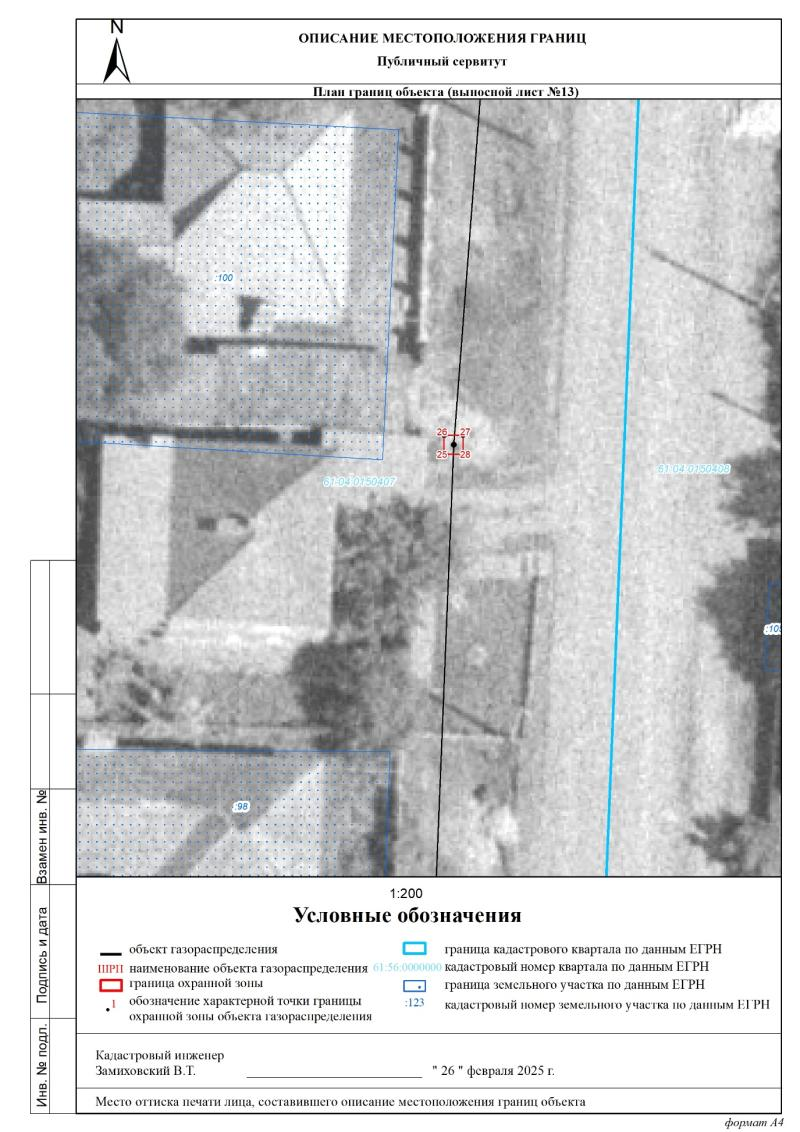 N
ОПИСАНИЕ МЕСТОПОЛОЖЕНИЯ ГРАНИЦ
Публичный сервитут
План границ объекта (выносной лист №13)
:100
26 27
25 28
61:04:0150407
61:04:0150408
:98
1:200
Условные обозначения
объект газораспределения
ШРП наименование объекта газораспределения
граница охранной зоны
1 обозначение характерной точки границы
охранной зоны объекта газораспределения
граница кадастрового квартала по данным ЕГРН
61:56:0000000 кадастровый номер квартала по данным ЕГРН
граница земельного участка по данным ЕГРН
:123 кадастровый номер земельного участка по данным ЕГРН
Кадастровый инженер
Замиховский В.Т. " 26 " февраля 2025 г.
Место оттиска печати лица, составившего описание местоположения границ объекта
Взамен инв. №
Подпись и дата
Инв. № подл.
формат А4